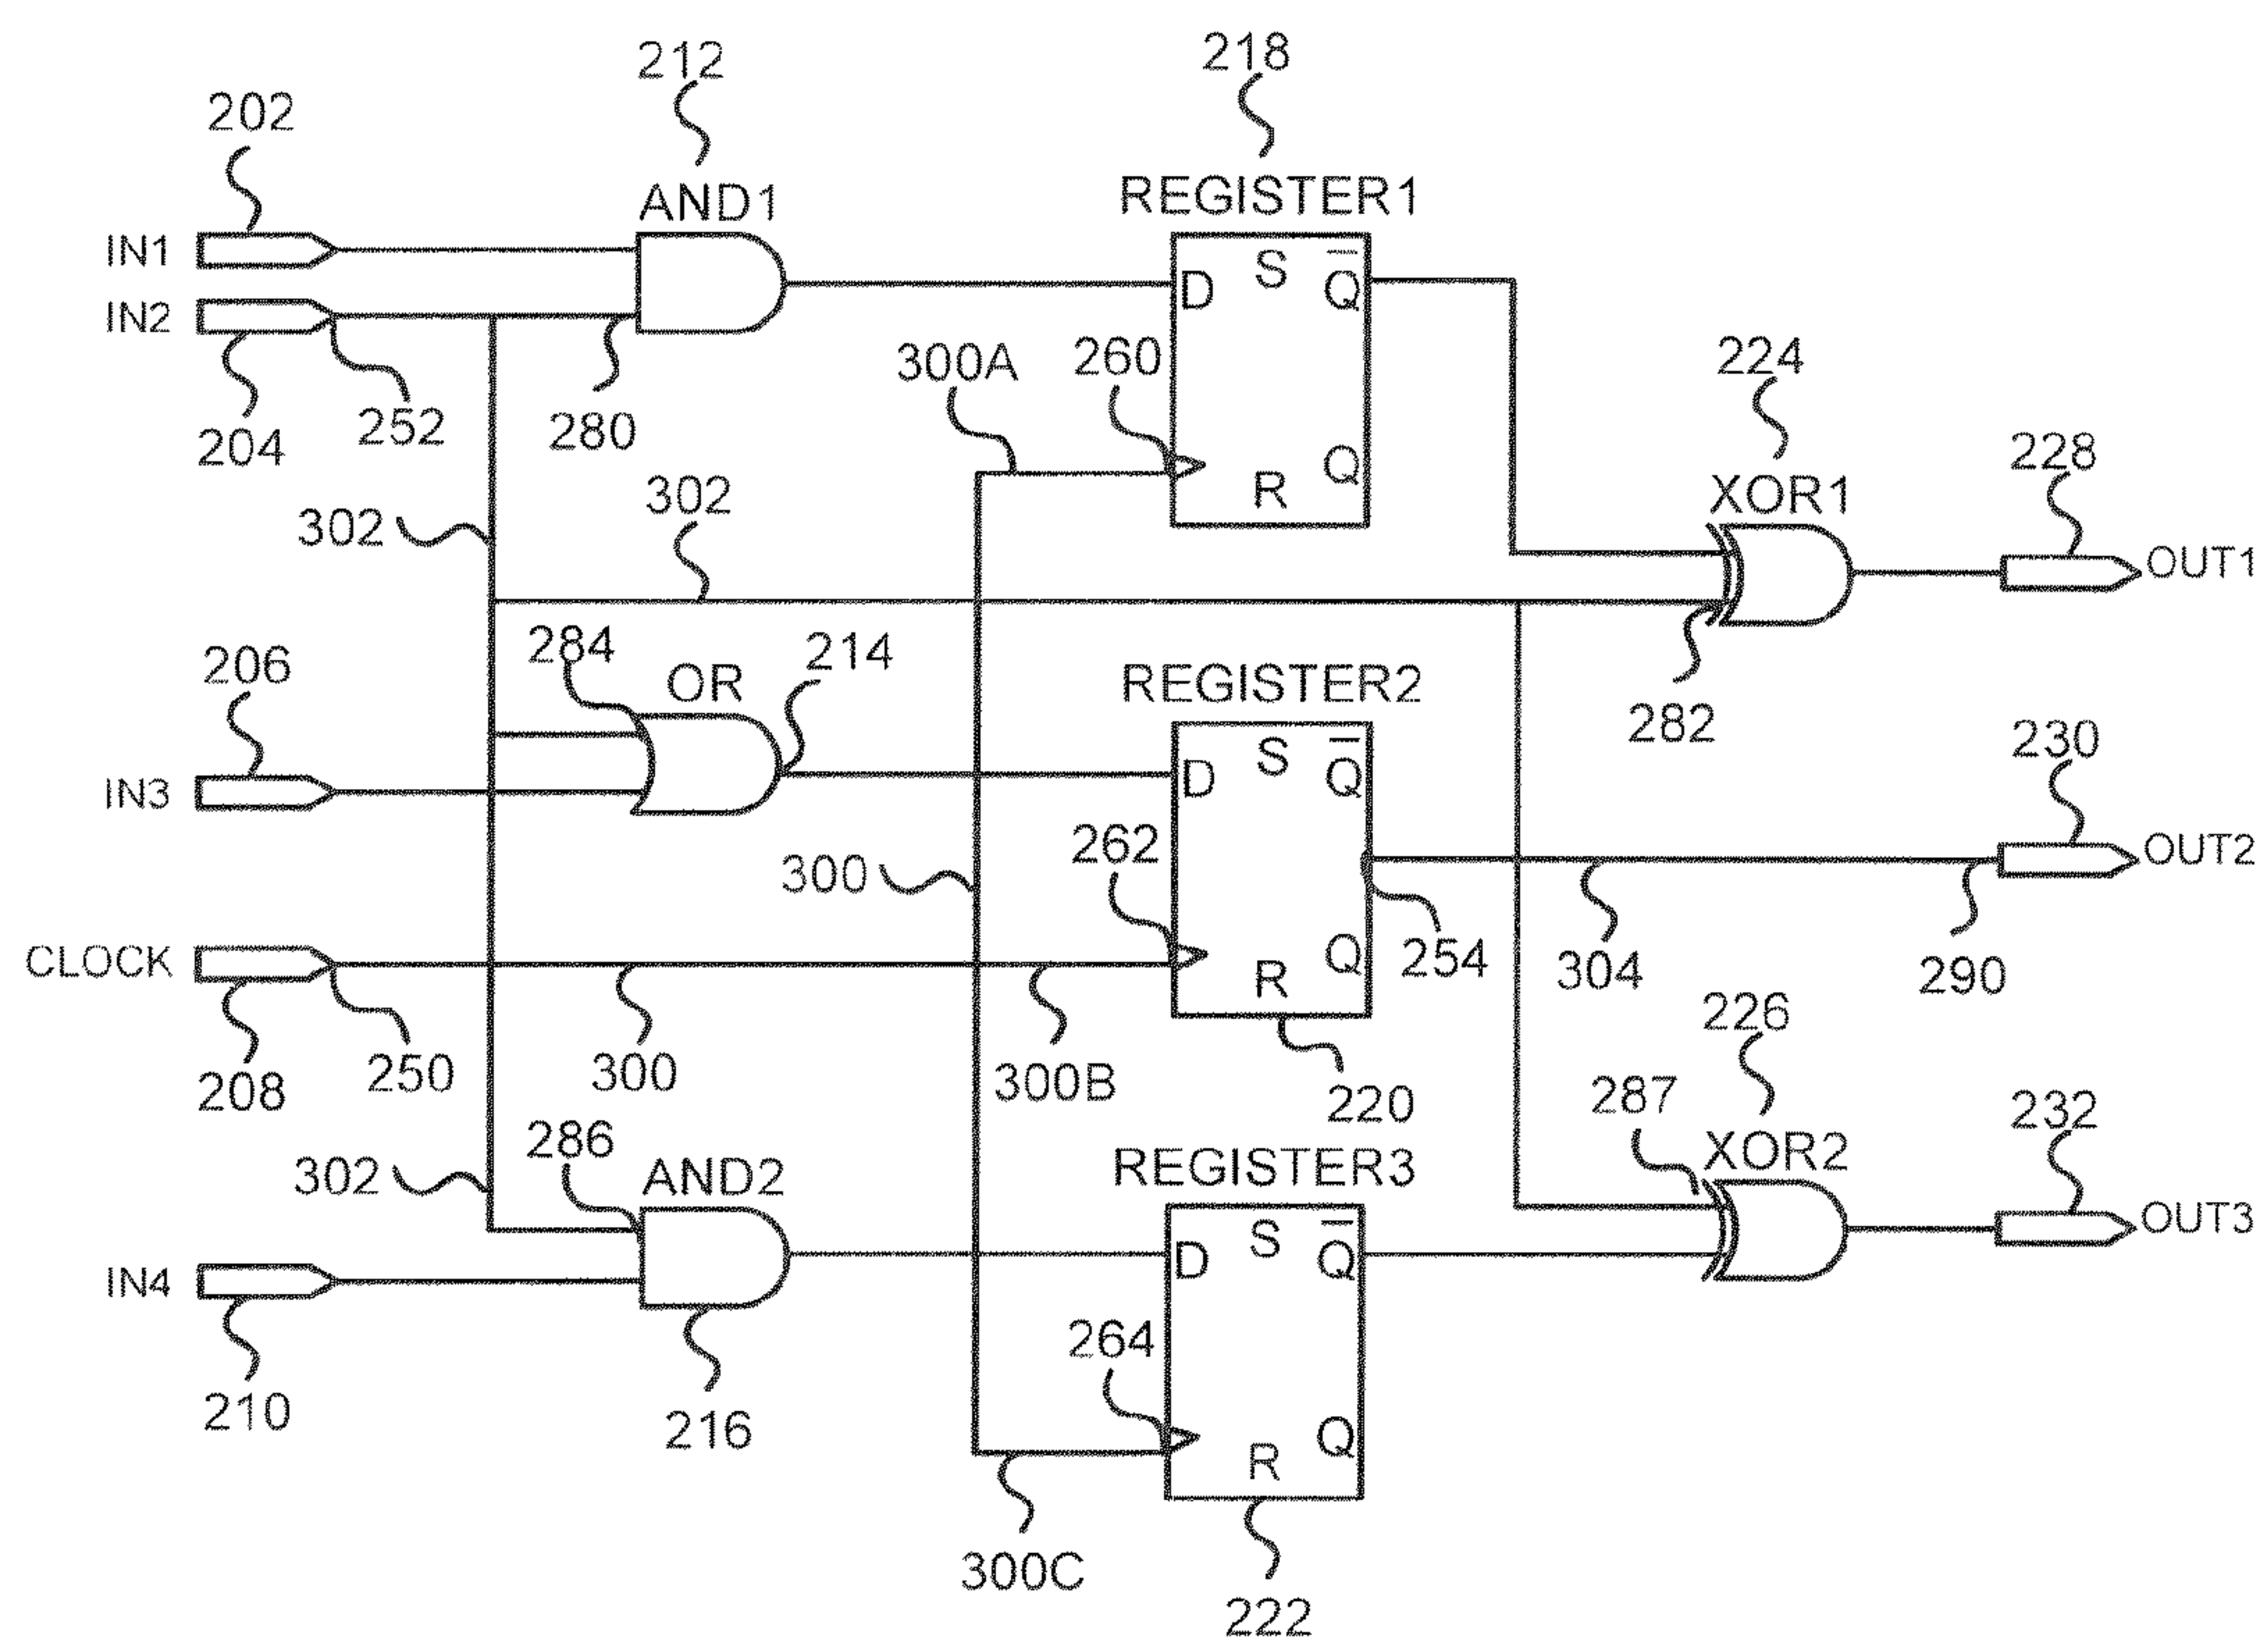 212
218
202
AND1
REGISTER1
IN1
D
S
Q
IN2
300A
260
224
204
252
280
Q
R
228
302
302
XOR1
OUT1
284
214
206
OR
REGISTER2
282
230
D
S
Q
IN3
262
OUT2
300
CLOCK
Q
R
254
304
290
226
208
250
300
300B
220
287
232
286
302
AND2
REGISTER3
XOR2
OUT3
D
S
Q
IN4
264
210
216
Q
R
300C
222